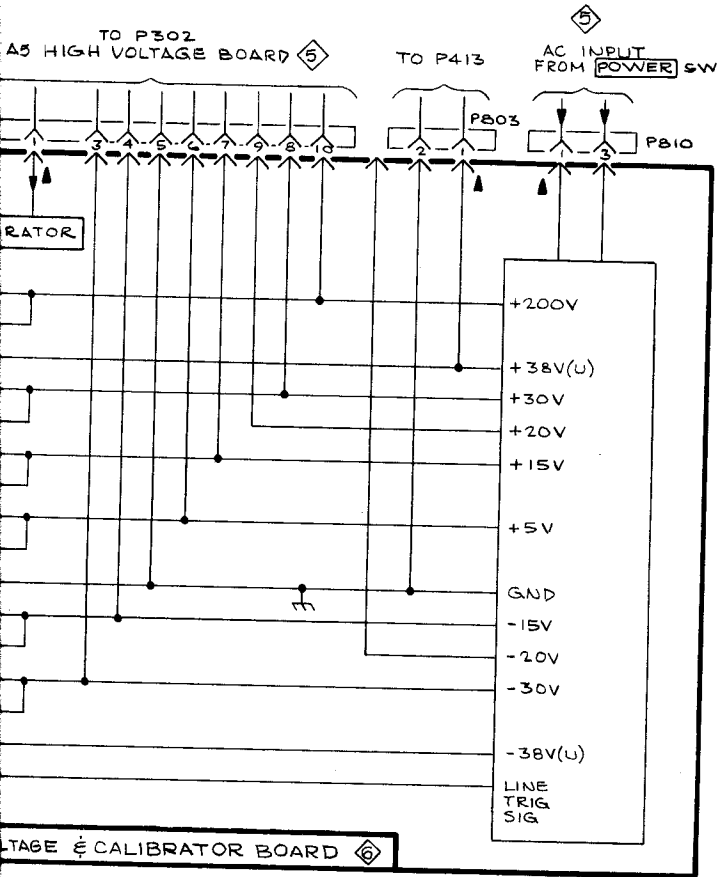 TO P302
A5 HIGH VOLTAGE BOARD 5
TO P413
5
AC INPUT
FROM POWER SW
P803
P810
1 3 4 5 6 7 9 8 10 2 1 1 3
RATOR
+200V
+38V(U)
+30V
+20V
+15V
+5V
GND
-15V
-20V
-30V
-38V(U)
LINE
TRIG
SIG
LTAGE & CALIBRATOR BOARD 6